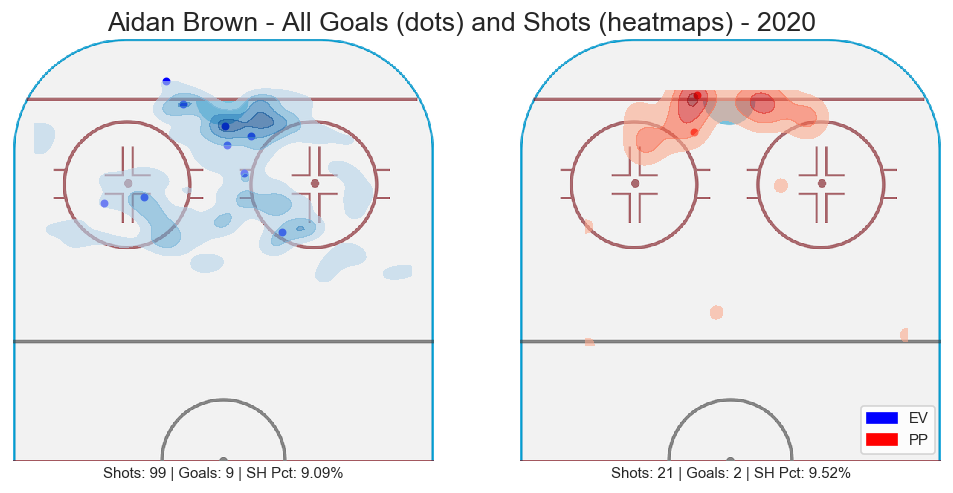 Aidan Brown - All Goals (dots) and Shots (heatmaps) - 2020
EV
PP
Shots: 99 | Goals: 9 | SH Pct: 9.09%
Shots: 21 | Goals: 2 | SH Pct: 9.52%